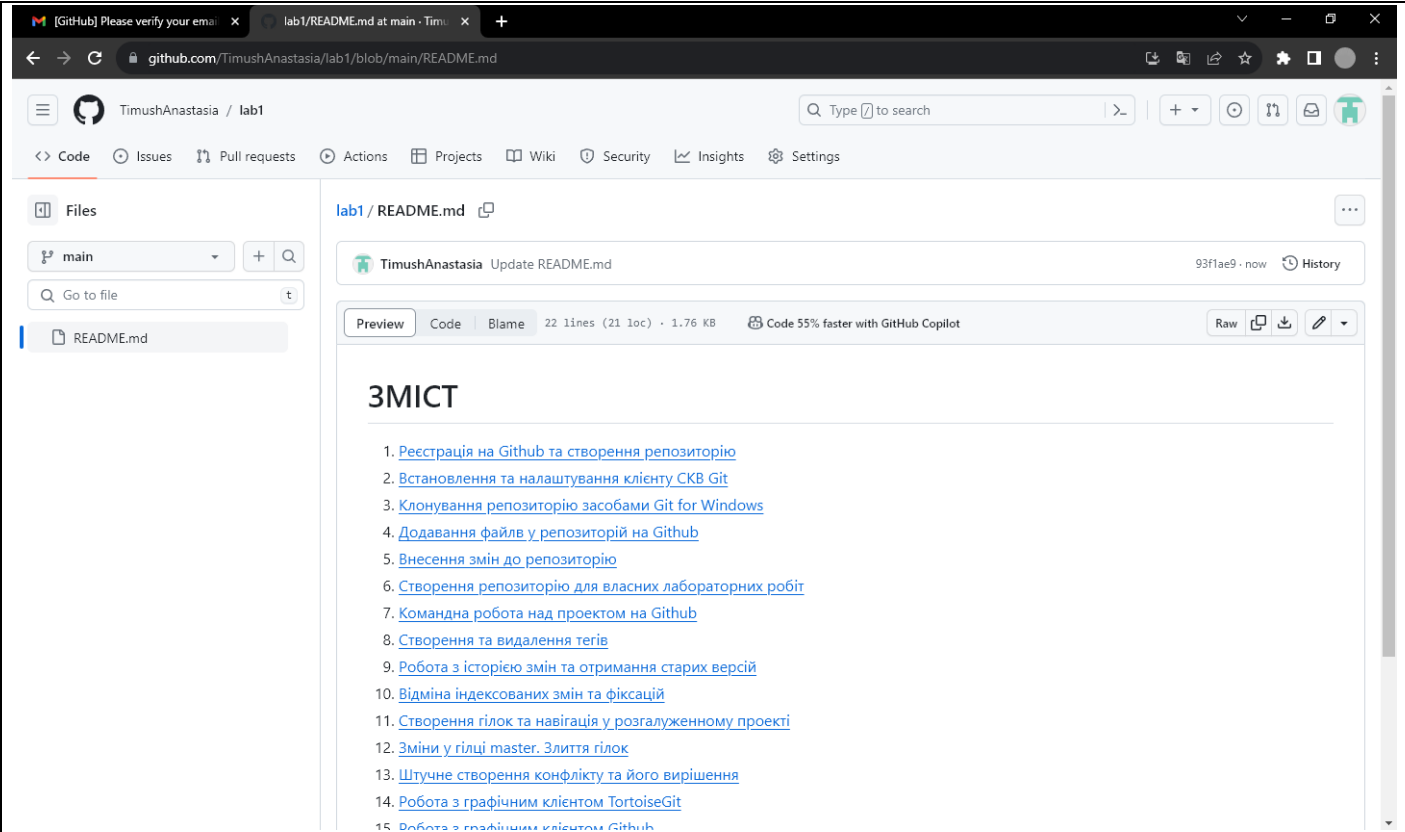 [GitHub] Please verify your emai
lab1/README.md at main · Timu
github.com/TimushAnastasia/lab1/blob/main/README.md
TimushAnastasia / lab1
Type / to search
Code Issues Pull requests Actions Projects Wiki Security Insights Settings
Files
lab1 / README.md
main
TimushAnastasia Update README.md 93f1ae9 · now History
Go to file t
Preview Code Blame 22 lines (21 loc) · 1.76 KB Code 55% faster with GitHub Copilot Raw
README.md
ЗМІСТ
1. Реєстрація на Github та створення репозиторію
2. Встановлення та налаштування клієнту СКВ Git
3. Клонування репозиторію засобами Git for Windows
4. Додавання файлв у репозиторій на Github
5. Внесення змін до репозиторію
6. Створення репозиторію для власних лабораторних робіт
7. Командна робота над проектом на Github
8. Створення та видалення тегів
9. Робота з історією змін та отримання старих версій
10. Відміна індексованих змін та фіксацій
11. Створення гілок та навігація у розгалуженному проекті
12. Зміни у гілці master. Злиття гілок
13. Штучне створення конфлікту та його вирішення
14. Робота з графічним клієнтом TortoiseGit
15. Робота з графічним клієнтом Github